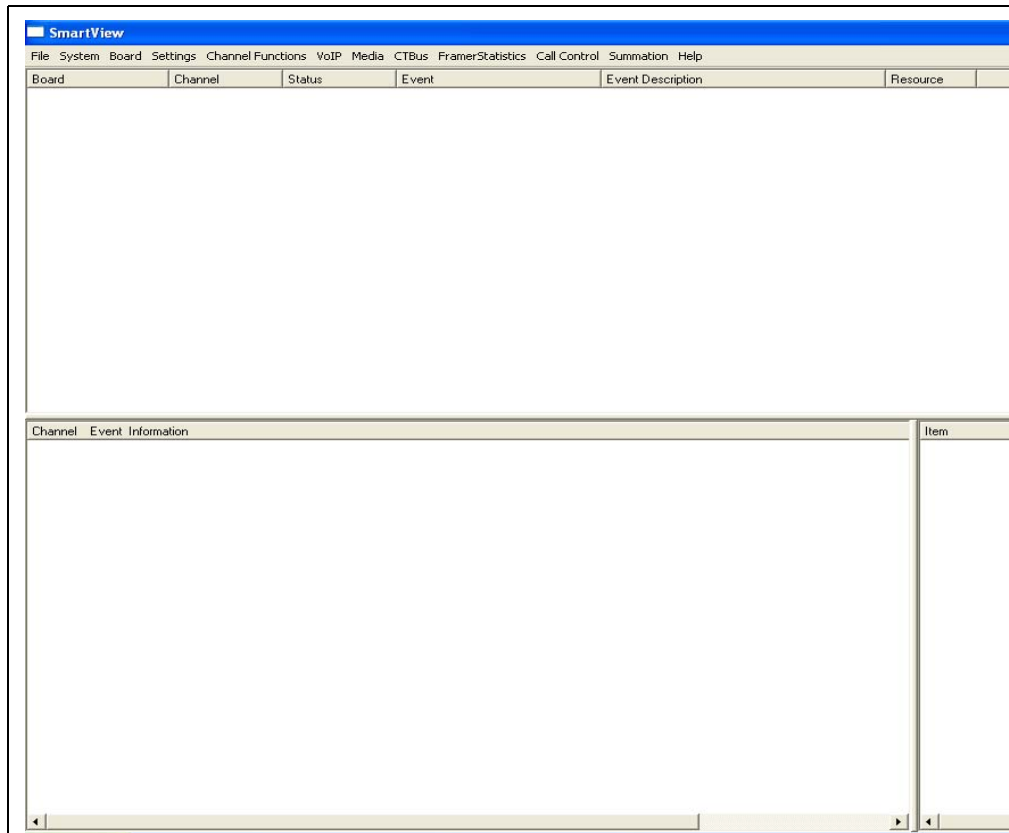 SmartView
File System Board Settings Channel Functions VoIP Media CTBus FramerStatistics Call Control Summation Help
Board Channel Status Event Event Description Resource
Channel Event Information Item